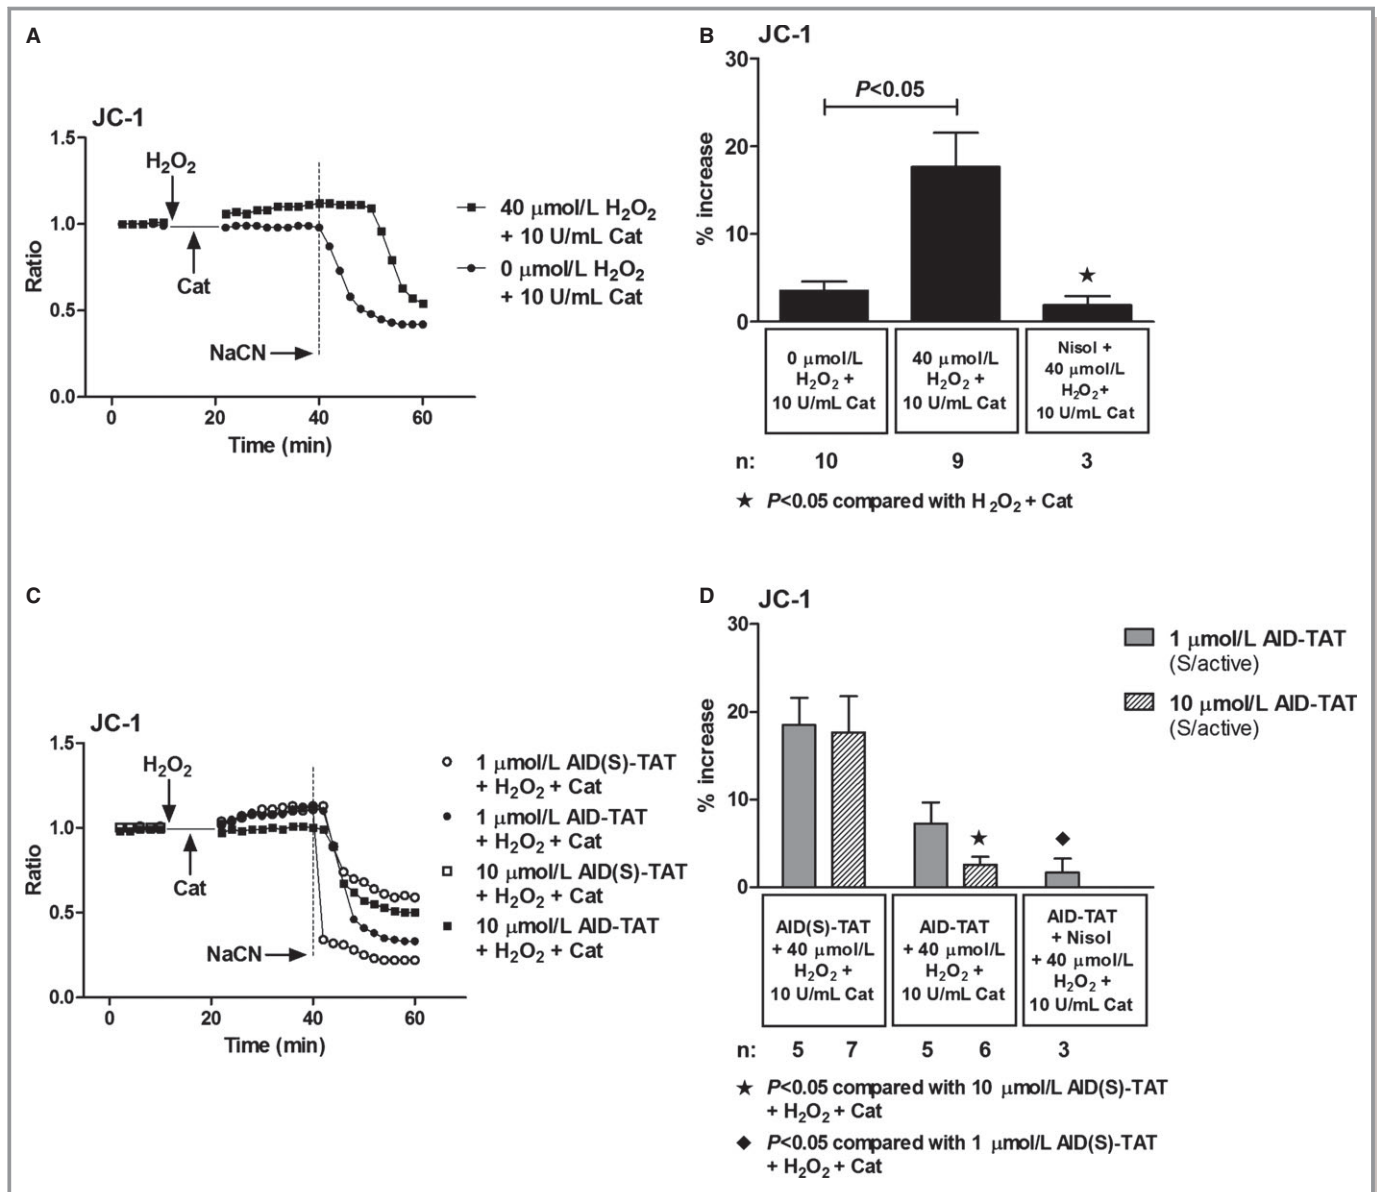 A
JC-1
1.5
1.0
0.5
0.0
Ratio
H2O2
Cat
NaCN
0 20 40 60
Time (min)
40 μmol/L H2O2
+ 10 U/mL Cat
0 μmol/L H2O2
+ 10 U/mL Cat
B
JC-1
30
20
10
0
% increase
P<0.05
★
0 μmol/L
H2O2 +
10 U/mL Cat
40 μmol/L
H2O2 +
10 U/mL Cat
Nisol +
40 μmol/L
H2O2+
10 U/mL Cat
n: 10 9 3
★ P<0.05 compared with H2O2 + Cat
C
JC-1
1.5
1.0
0.5
0.0
Ratio
H2O2
Cat
NaCN
0 20 40 60
Time (min)
1 μmol/L AID(S)-TAT
+ H2O2 + Cat
1 μmol/L AID-TAT
+ H2O2 + Cat
10 μmol/L AID(S)-TAT
+ H2O2 + Cat
10 μmol/L AID-TAT
+ H2O2 + Cat
D
JC-1
30
20
10
0
% increase
1 μmol/L AID-TAT
(S/active)
10 μmol/L AID-TAT
(S/active)
★ ◆
AID(S)-TAT
+ 40 μmol/L
H2O2 +
10 U/mL Cat
AID-TAT
+ 40 μmol/L
H2O2 +
10 U/mL Cat
AID-TAT
+ Nisol
+ 40 μmol/L
H2O2 +
10 U/mL Cat
n: 5 7 5 6 3
★ P<0.05 compared with 10 μmol/L AID(S)-TAT
+ H2O2 + Cat
◆ P<0.05 compared with 1 μmol/L AID(S)-TAT
+ H2O2 + Cat